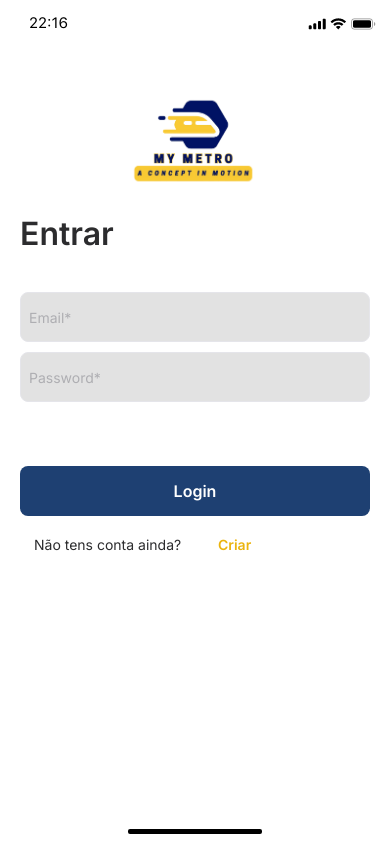 22:16
MY METRO
A CONCEPT IN MOTION
Entrar
Email*
Password*
Login
Não tens conta ainda? Criar